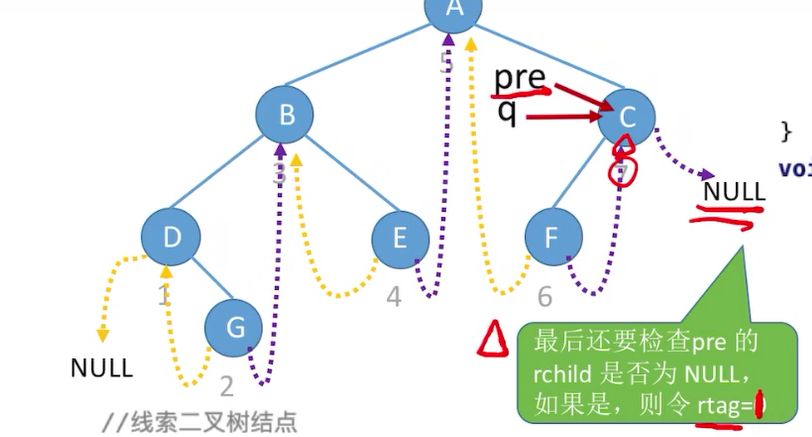 A
5
pre
q
B
C
}
voi
3
7
NULL
D
E
F
1
4
6
G
NULL
2
最后还要检查pre 的
rchild 是否为 NULL，
如果是，则令 rtag=
//线索二叉树结点